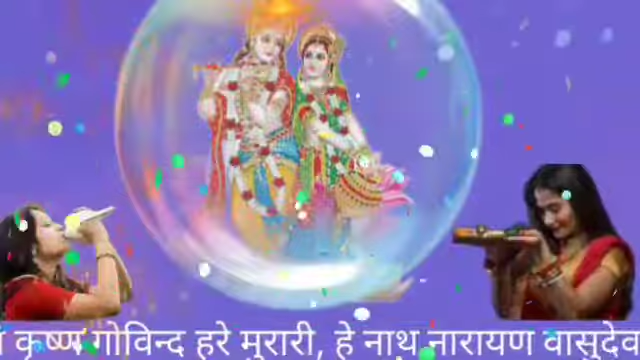 कृष्ण गोविन्द हरे मुरारी, हे नाथ नारायण वासुदेव